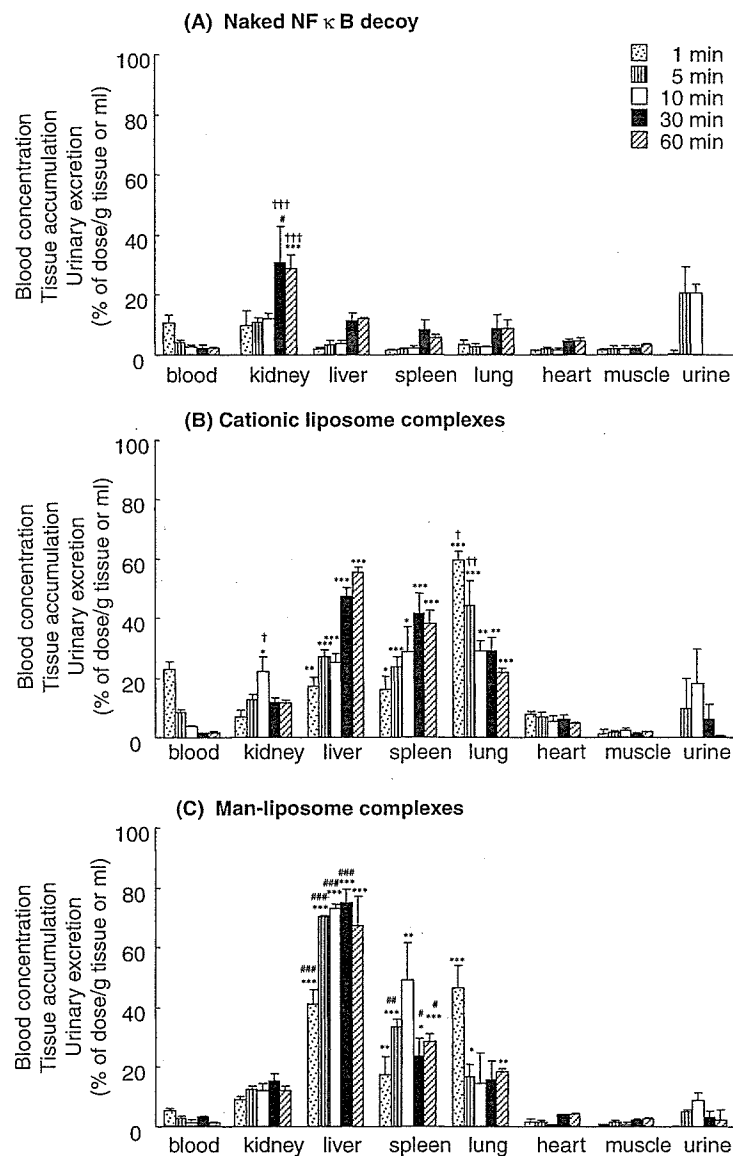 (A) Naked NF κ B decoy
Blood concentration
Tissue accumulation
Urinary excretion
(% of dose/g tissue or ml)
100
80
60
40
20
0
1 min
5 min
10 min
30 min
60 min
†††
#
†††
***
blood kidney liver spleen lung heart muscle urine
(B) Cationic liposome complexes
Blood concentration
Tissue accumulation
Urinary excretion
(% of dose/g tissue or ml)
100
80
60
40
20
0
†
*
**
***
***
***
***
*
***
*
***
***
†
***
††
***
**
**
***
blood kidney liver spleen lung heart muscle urine
(C) Man-liposome complexes
Blood concentration
Tissue accumulation
Urinary excretion
(% of dose/g tissue or ml)
100
80
60
40
20
0
###
***
###
***
###
***
###
***
***
**
##
***
**
#
*
#
***
***
*
**
blood kidney liver spleen lung heart muscle urine